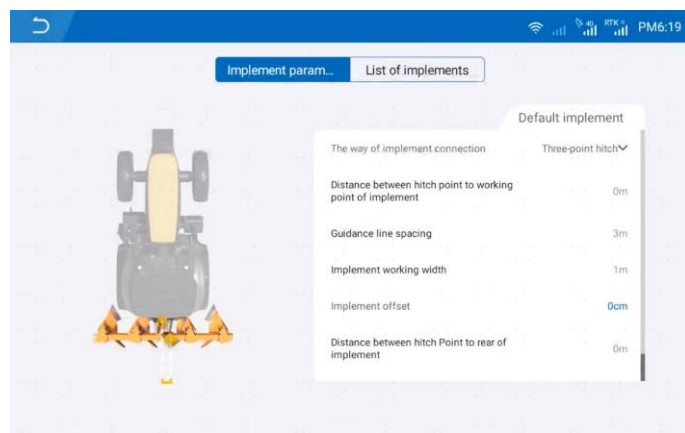 40 RTK PM6:19
Implement param... List of implements
Default implement
The way of implement connection Three-point hitch
Distance between hitch point to working
point of implement
0m
Guidance line spacing 3m
Implement working width 1m
Implement offset 0cm
Distance between hitch Point to rear of
implement
0m